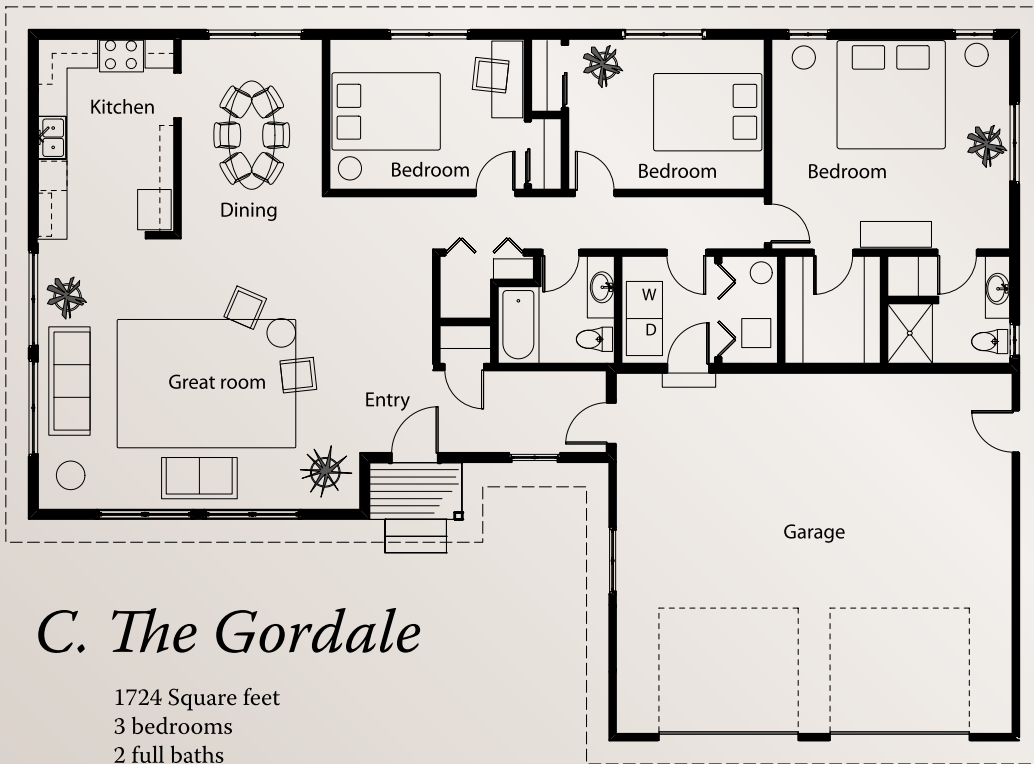 Kitchen
Dining
Bedroom
Bedroom
Bedroom
W
D
Great room
Entry
Garage
C. The Gordale
1724 Square feet
3 bedrooms
2 full baths